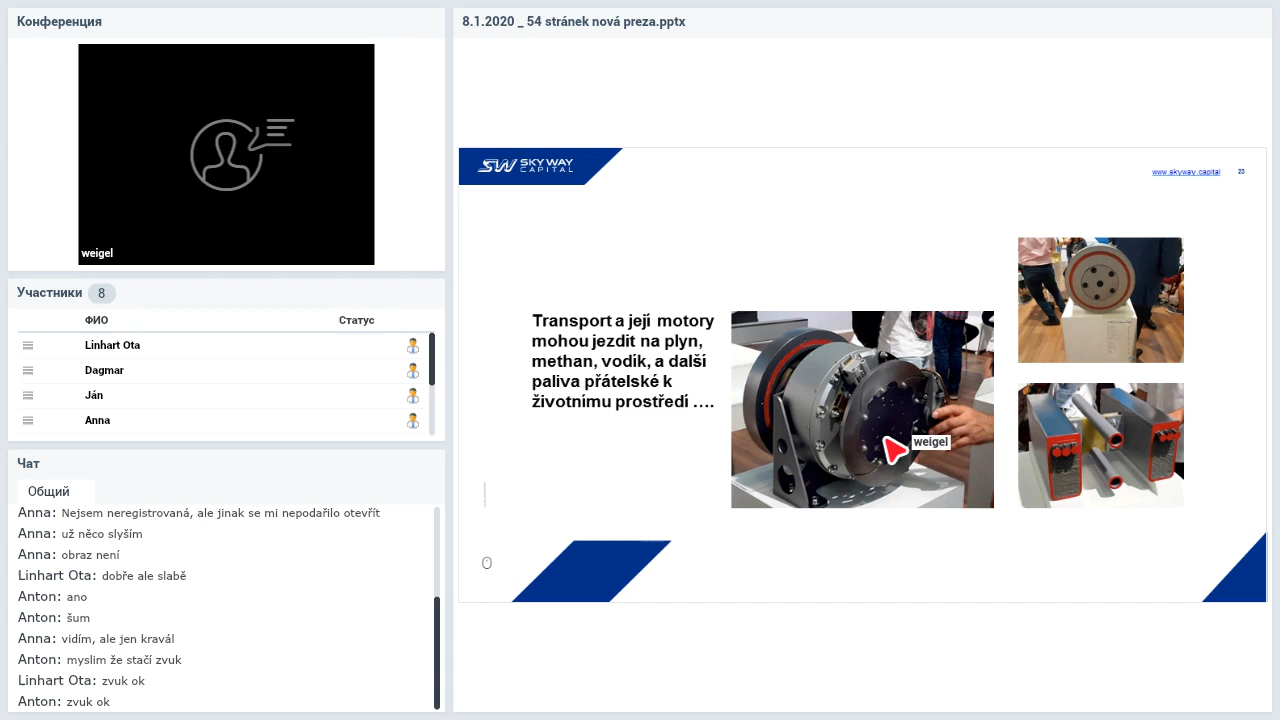 Конференция
weigel
Участники 8
ФИО Статус
Linhart Ota
Dagmar
Ján
Anna
Чат
Общий
Anna: Nejsem neregistrovaná, ale jinak se mi nepodařilo otevřít
Anna: už něco slyším
Anna: obraz není
Linhart Ota: dobře ale slabě
Anton: ano
Anton: šum
Anna: vidím, ale jen kravál
Anton: myslim že stačí zvuk
Linhart Ota: zvuk ok
Anton: zvuk ok
8.1.2020 _ 54 stránek nová preza.pptx
SW SKY WAY
CAPITAL
www.skyway.capital 23
Transport a její motory
mohou jezdit na plyn,
methan, vodík, a další
paliva přátelské k
životnímu prostředí ....
weigel